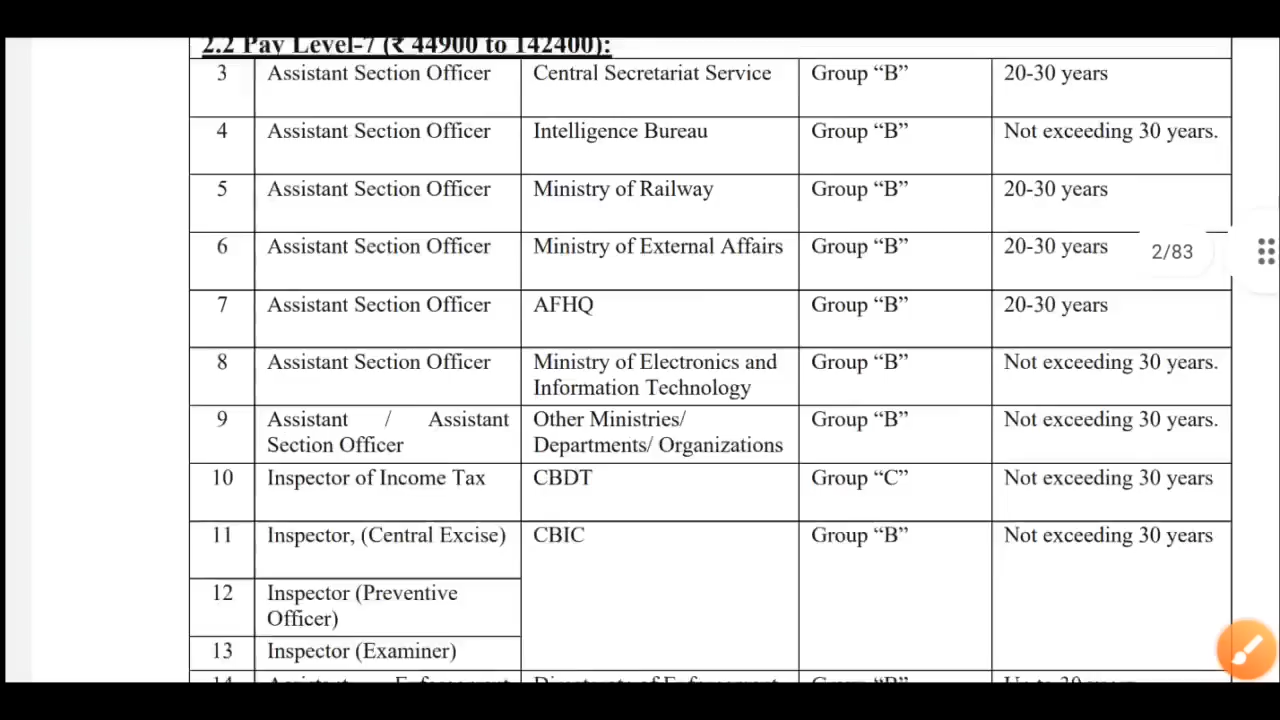 2.2 Pay Level-7 (₹ 44900 to 142400):
3 Assistant Section Officer Central Secretariat Service Group “B” 20-30 years
4 Assistant Section Officer Intelligence Bureau Group “B” Not exceeding 30 years.
5 Assistant Section Officer Ministry of Railway Group “B” 20-30 years
6 Assistant Section Officer Ministry of External Affairs Group “B” 20-30 years
2/83
7 Assistant Section Officer AFHQ Group “B” 20-30 years
8 Assistant Section Officer Ministry of Electronics and Group “B” Not exceeding 30 years.
Information Technology
9 Assistant / Assistant Other Ministries/ Group “B” Not exceeding 30 years.
Section Officer Departments/ Organizations
10 Inspector of Income Tax CBDT Group “C” Not exceeding 30 years
11 Inspector, (Central Excise) CBIC Group “B” Not exceeding 30 years
12 Inspector (Preventive
Officer)
13 Inspector (Examiner)